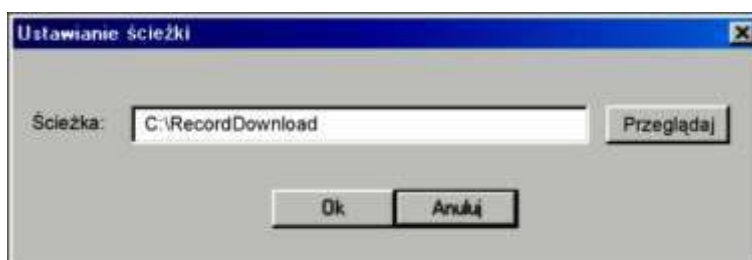 Ustawianie ścieżki
Ścieżka: C:\RecordDownload Przeglądaj
Ok Anuluj